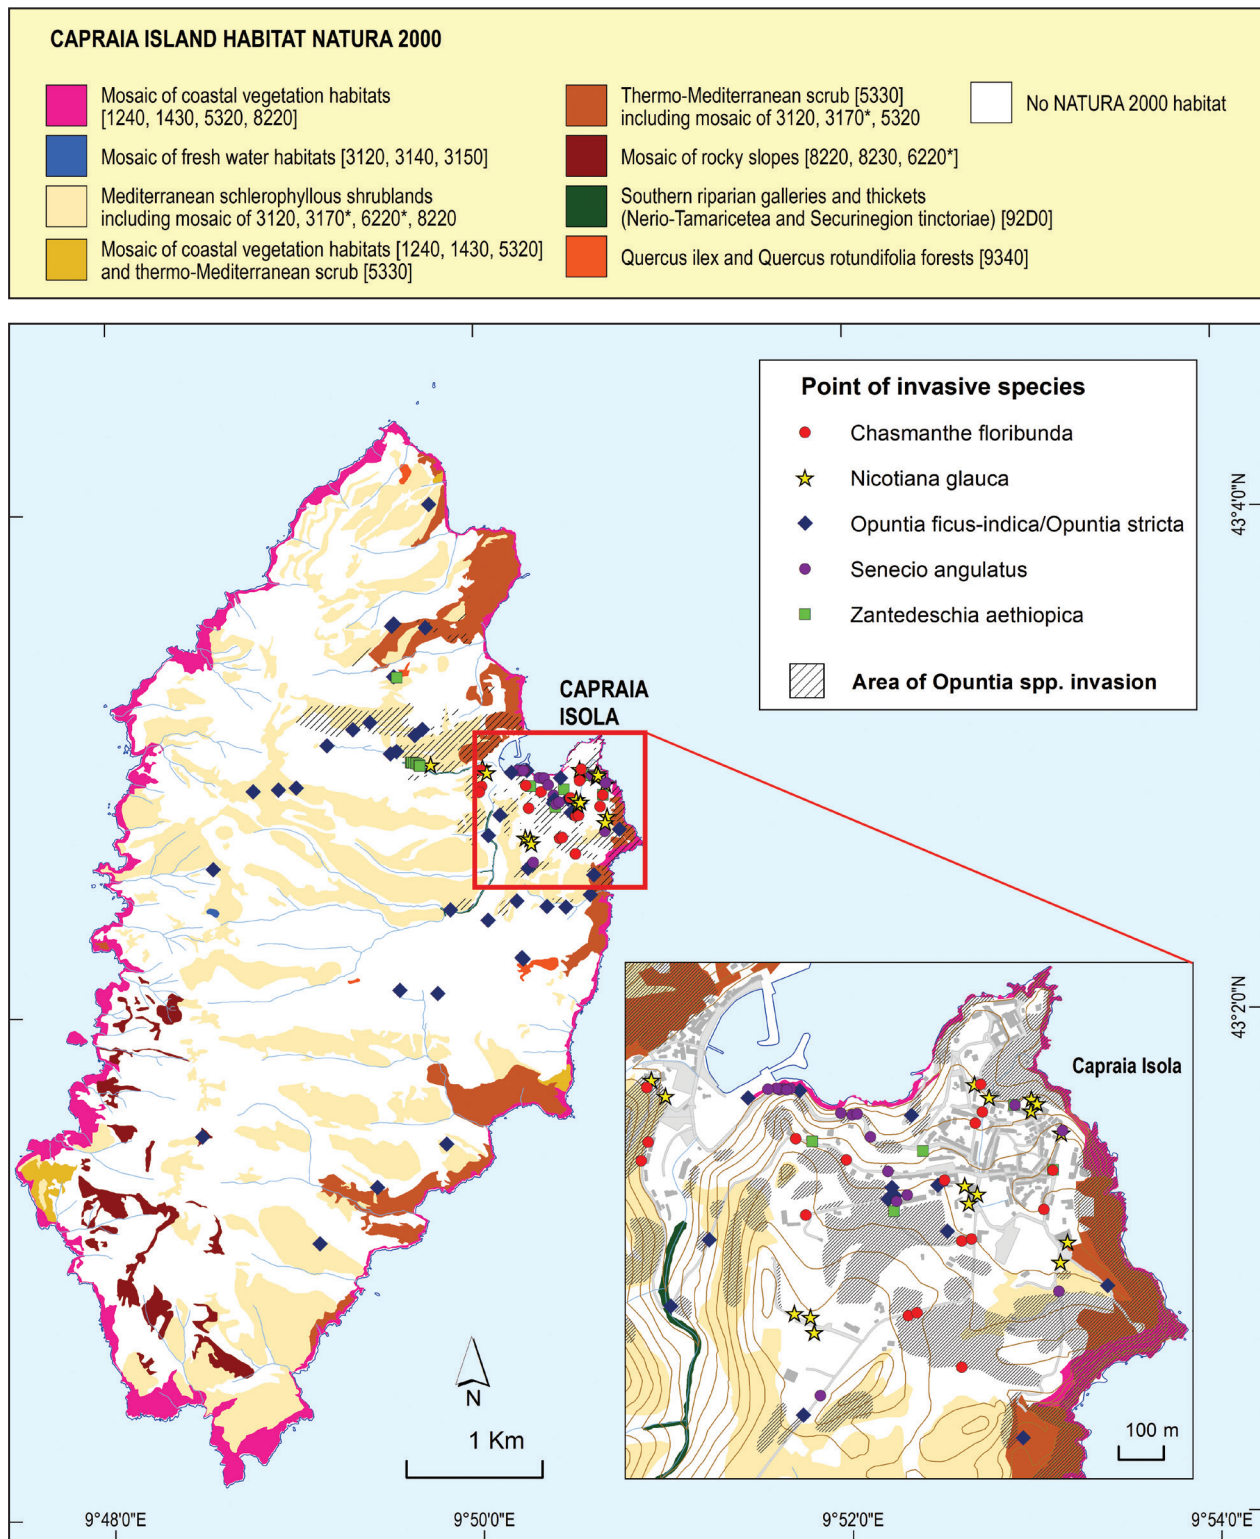 CAPRAIA ISLAND HABITAT NATURA 2000
Mosaic of coastal vegetation habitats
[1240, 1430, 5320, 8220]
Mosaic of fresh water habitats [3120, 3140, 3150]
Mediterranean schlerophyllous shrublands
including mosaic of 3120, 3170*, 6220*, 8220
Mosaic of coastal vegetation habitats [1240, 1430, 5320]
and thermo-Mediterranean scrub [5330]
Thermo-Mediterranean scrub [5330]
including mosaic of 3120, 3170*, 5320
Mosaic of rocky slopes [8220, 8230, 6220*]
Southern riparian galleries and thickets
(Nerio-Tamaricetea and Securinegion tinctoriae) [92D0]
Quercus ilex and Quercus rotundifolia forests [9340]
No NATURA 2000 habitat
Point of invasive species
Chasmanthe floribunda
Nicotiana glauca
Opuntia ficus-indica/Opuntia stricta
Senecio angulatus
Zantedeschia aethiopica
Area of Opuntia spp. invasion
43°4'0"N
CAPRAIA
ISOLA
43°2'0"N
Capraia Isola
100 m
N
1 Km
9°48'0"E
9°50'0"E
9°52'0"E
9°54'0"E